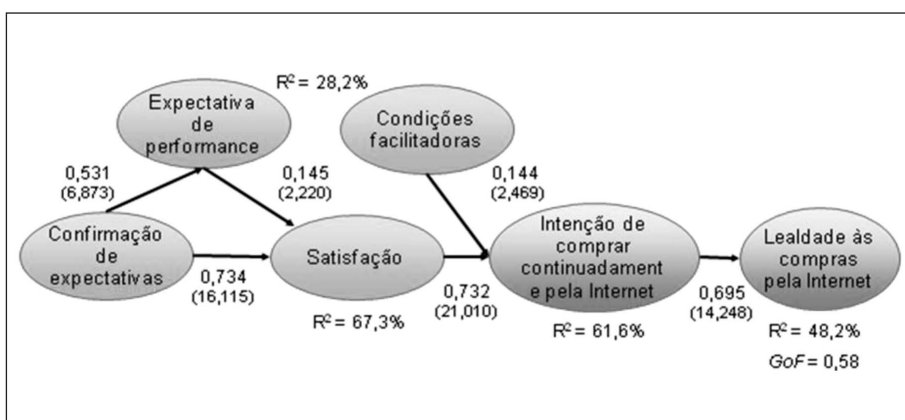 R² = 28,2%
Expectativa
de
performance
Condições
facilitadoras
0,531
(6,873)
0,145
(2,220)
0,144
(2,469)
Confirmação
de
expectativas
0,734
(16,115)
Satisfação
R² = 67,3%
0,732
(21,010)
Intenção de
comprar
continuadament
e pela Internet
R² = 61,6%
0,695
(14,248)
Lealdade às
compras
pela Internet
R² = 48,2%
GoF = 0,58